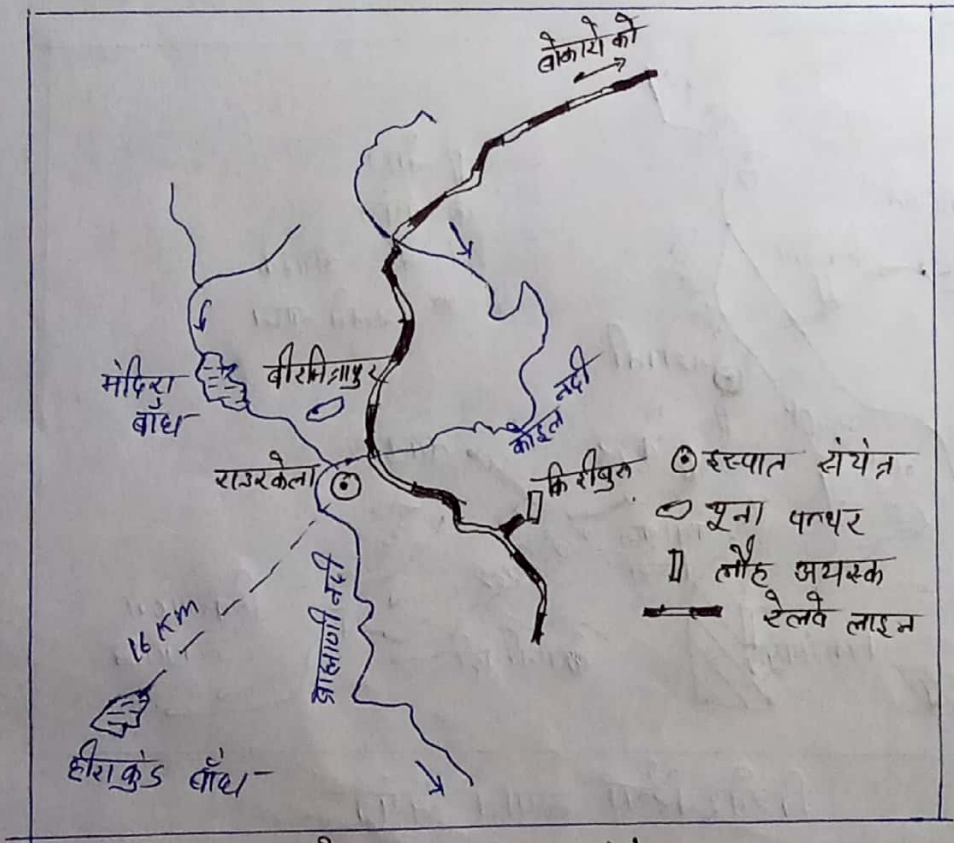 बोकारो को
मंदिरा
बाँध
बीरमित्रापुर
कोइल नदी
राउरकेला
किरीबुरु
इस्पात संयंत्र
चूना पत्थर
लौह अयस्क
रेलवे लाइन
16 Km
ब्राह्मणी नदी
हीराकुंड बाँध